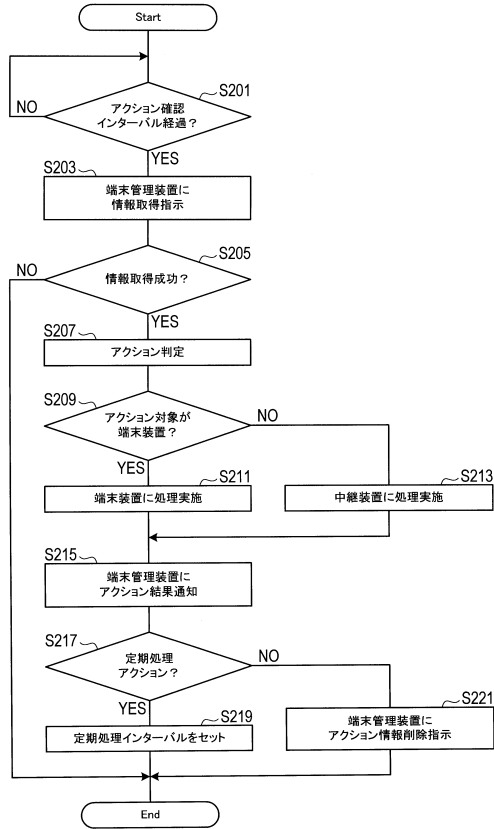 Start
S201
アクション確認
インターバル経過？
NO
YES
S203
端末管理装置に
情報取得指示
S205
情報取得成功？
NO
YES
S207
アクション判定
S209
アクション対象が
端末装置？
NO
YES
S211
端末装置に処理実施
S213
中継装置に処理実施
S215
端末管理装置に
アクション結果通知
S217
定期処理
アクション？
NO
YES
S219
定期処理インターバルをセット
S221
端末管理装置に
アクション情報削除指示
End